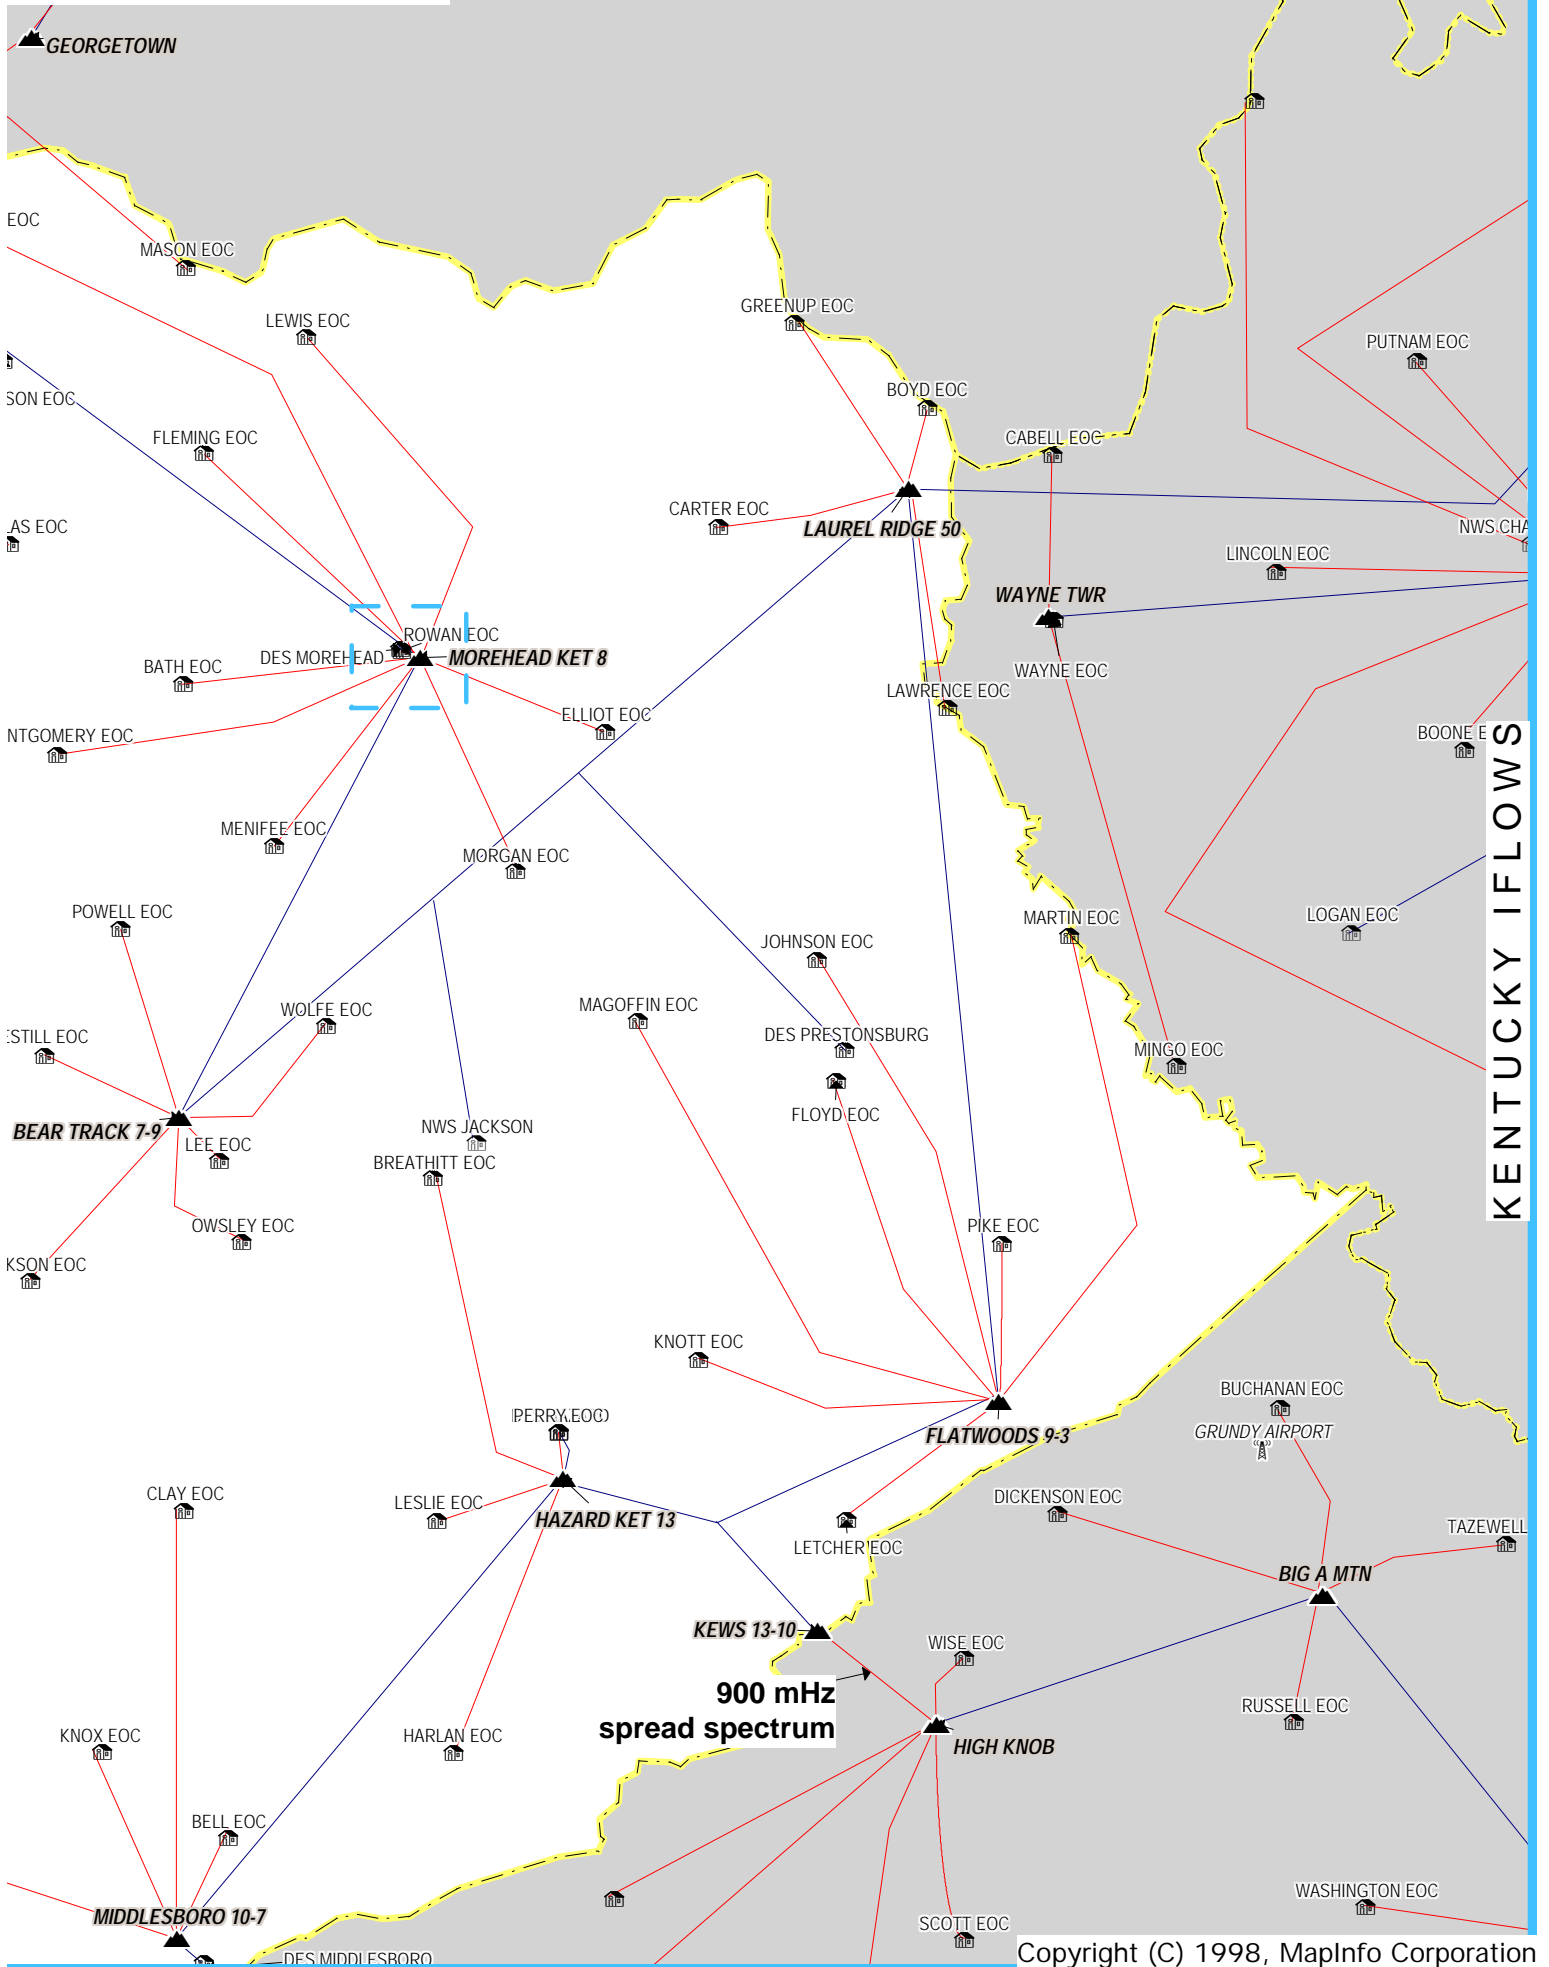 GEORGETOWN
EOC
MASON EOC
LEWIS EOC
GREENUP EOC
PUTNAM EOC
SON EOC
BOYD EOC
FLEMING EOC
CABELL EOC
CARTER EOC
LAS EOC
LAUREL RIDGE 50
NWS CHA
LINCOLN EOC
WAYNE TWR
ROWAN EOC
DES MOREHEAD
MOREHEAD KET 8
BATH EOC
WAYNE EOC
LAWRENCE EOC
ELLIOT EOC
NTGOMERY EOC
BOONE E
KENTUCKY IFLOWS
MENIFEE EOC
MORGAN EOC
POWELL EOC
MARTIN EOC
LOGAN EOC
JOHNSON EOC
MAGOFFIN EOC
WOLFE EOC
ESTILL EOC
DES PRESTONSBURG
MINGO EOC
FLOYD EOC
BEAR TRACK 7-9
NWS JACKSON
LEE EOC
BREATHITT EOC
OWSLEY EOC
PIKE EOC
KSON EOC
KNOTT EOC
BUCHANAN EOC
PERRY EOC
FLATWOODS 9-3
GRUNDY AIRPORT
CLAY EOC
LESLIE EOC
DICKENSON EOC
HAZARD KET 13
TAZEWELL
LETCHER EOC
BIG A MTN
KEWS 13-10
WISE EOC
900 mHz
spread spectrum
RUSSELL EOC
KNOX EOC
HARLAN EOC
HIGH KNOB
BELL EOC
WASHINGTON EOC
MIDDLESBORO 10-7
SCOTT EOC
DES MIDDLESBORO
Copyright (C) 1998, MapInfo Corporation